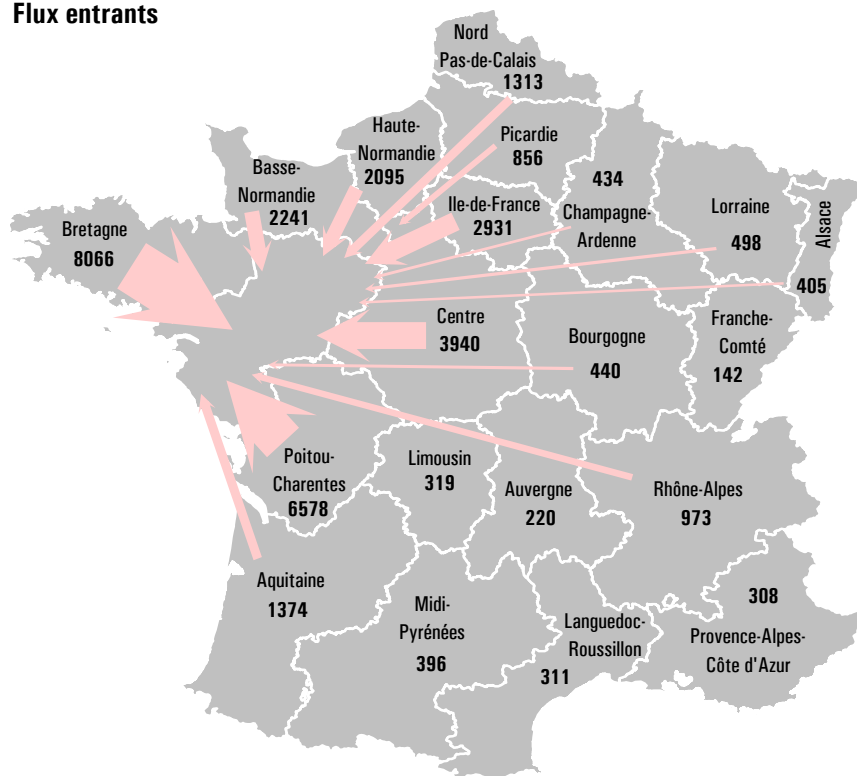 Flux entrants
Nord
Pas-de-Calais
1313
Haute-
Normandie
2095
Picardie
856
Basse-
Normandie
2241
434
Champagne-
Ardenne
Ile-de-France
2931
Lorraine
498
Alsace
405
Bretagne
8066
Centre
3940
Bourgogne
440
Franche-
Comté
142
Poitou-
Charentes
6578
Limousin
319
Auvergne
220
Rhône-Alpes
973
Aquitaine
1374
Midi-
Pyrénées
396
Languedoc-
Roussillon
311
308
Provence-Alpes-
Côte d'Azur